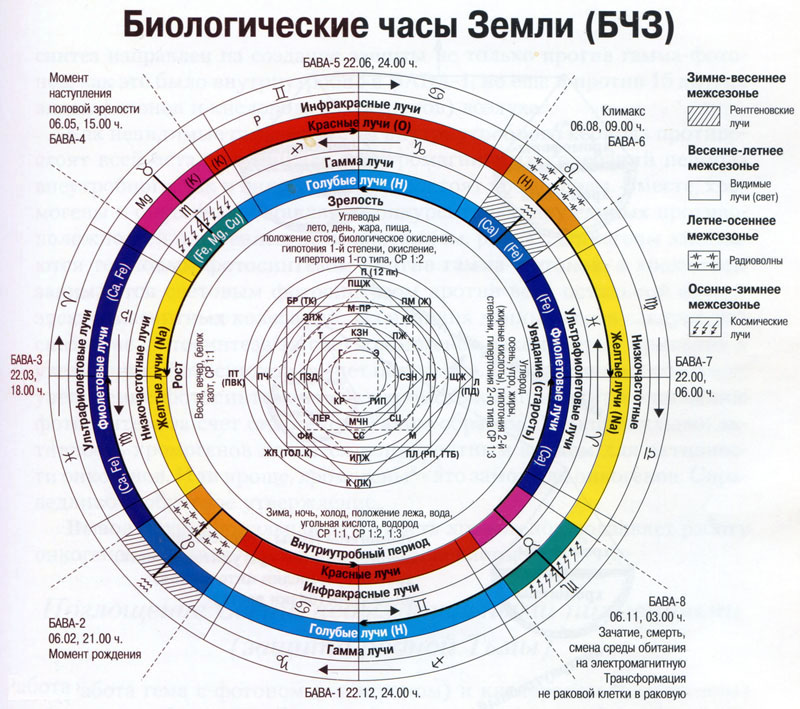 Биологические часы Земли (БЧЗ)
БАВА-5 22.06, 24.00 ч.
Момент
наступления
половой зрелости
06.05, 15.00 ч.
БАВА-4
Климакс
06.08, 09.00 ч.
БАВА-6
Зимне-весеннее
межсезонье
Рентгеновские
лучи
Весенне-летнее
межсезонье
Видимые
лучи (свет)
Летне-осеннее
межсезонье
Радиоволны
Осенне-зимнее
межсезонье
Космические
лучи
P
Инфракрасные лучи
Красные лучи (O)
Гамма лучи
Голубые лучи (H)
Зрелость
Углеводы
лето, день, жара, пища,
положение стоя, биологическое окисление;
гипотония 1-й степени, окисление,
гипертония 1-го типа, СР 1:2
Mg
(K)
(K)
(Fe, Mg, Cu)
(H)
(Ca)
(Fe)
(Ca, Fe)
(Ca, Fe)
БАВА-3
22.03,
18.00 ч.
Ультрафиолетовые лучи
Фиолетовые лучи
Низкочастотные лучи
Желтые лучи (Na)
Рост
Весна, вечер, белок
азот, СР 1:1
ПТ
(ПВК)
П (12 пк)
ПЩЖ
БР (ТК)
ПМ (Ж)
М-ПР
ЗПЖ
КС
КЗН
Т
ПЖ
Г
Э
ПЧ
С
ПЗД
СЗН
ЛУ
ЩЖ
Л
(ПД)
КР
ГИП
ПЕР
МЧН
СЦ
ФМ
СС
М
ЖП (ТОЛ.К)
ИПЖ
ПЛ (РП, ГТБ)
К (ПК)
Углерод
осень, утро, жиры,
(жирные кислоты), гипотония 2-й
степени, гипертония 2-го типа СР 1:3
Увядание (старость)
(Fe)
Фиолетовые лучи
(Ca)
Ультрафиолетовые лучи
Желтые лучи (Na)
Низкочастотные
БАВА-7
22.00,
06.00 ч.
Зима, ночь, холод, положение лежа, вода,
угольная кислота, водород
СР 1:1, СР 1:2, 1:3
Внутриутробный период
Красные лучи
Инфракрасные лучи
Голубые лучи (H)
Гамма лучи
БАВА-2
06.02, 21.00 ч.
Момент рождения
БАВА-1 22.12, 24.00 ч.
БАВА-8
06.11, 03.00 ч.
Зачатие, смерть,
смена среды обитания
на электромагнитную
Трансформация
не раковой клетки в раковую